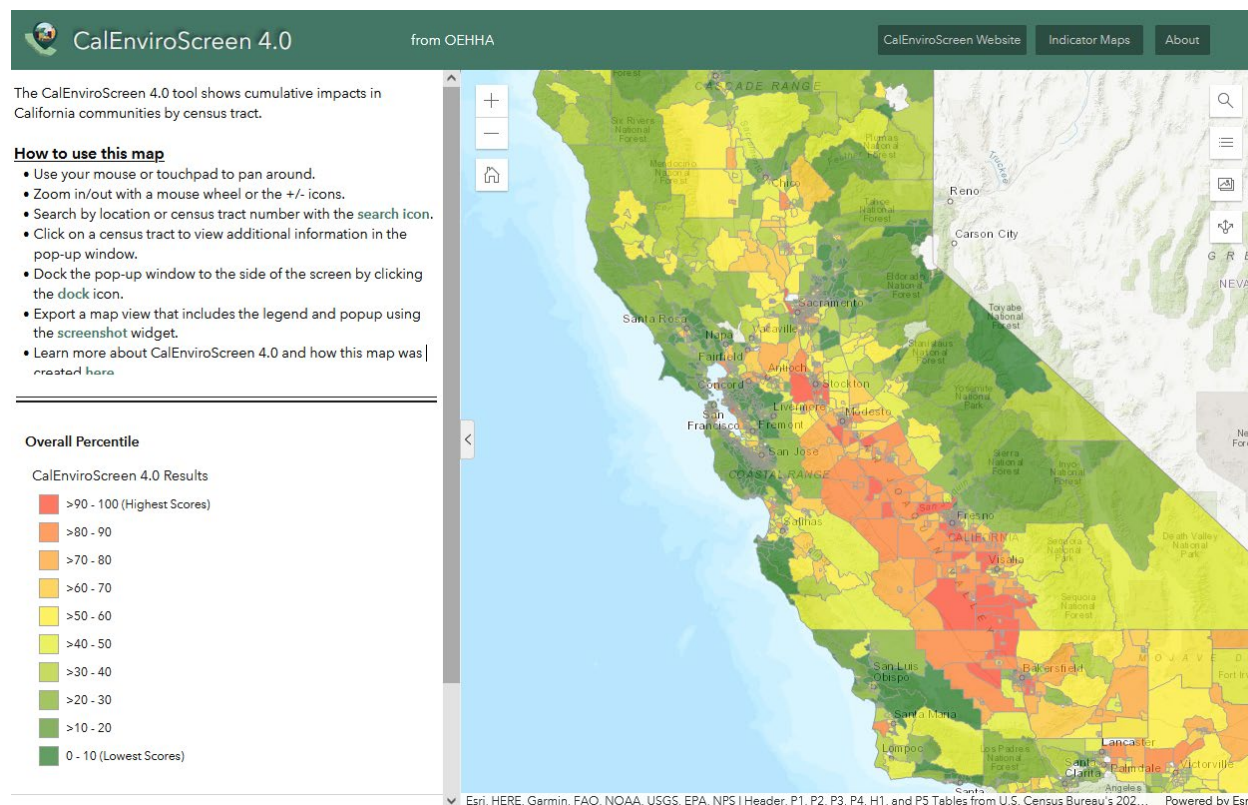 CalEnviroScreen 4.0
from OEHHA
CalEnviroScreen Website
Indicator Maps
About
The CalEnviroScreen 4.0 tool shows cumulative impacts in
California communities by census tract.
How to use this map
• Use your mouse or touchpad to pan around.
• Zoom in/out with a mouse wheel or the +/- icons.
• Search by location or census tract number with the search icon.
• Click on a census tract to view additional information in the
pop-up window.
• Dock the pop-up window to the side of the screen by clicking
the dock icon.
• Export a map view that includes the legend and popup using
the screenshot widget.
• Learn more about CalEnviroScreen 4.0 and how this map was
created here
Overall Percentile
CalEnviroScreen 4.0 Results
>90 - 100 (Highest Scores)
>80 - 90
>70 - 80
>60 - 70
>50 - 60
>40 - 50
>30 - 40
>20 - 30
>10 - 20
0 - 10 (Lowest Scores)
Forest
CASCADE RANGE
Six Rivers
National
Forest
Mendocino
National
Forest
Plumas
National
Forest
Chico
Truckee
Reno
Tahoe
National
Forest
Carson City
G R E
NEVA
Eldorado
National
Forest
Toiyabe
National
Forest
Sacramento
Santa Rosa
Napa
Vacaville
Fairfield
Stanislaus
National
Forest
Antioch
Concord
Stockton
Yosemite
National
Park
Livermore
Modesto
San
Francisco
Fremont
San Jose
COASTAL RANGE
Sierra
National
Forest
Inyo
National
Forest
Salinas
San
Fresno
CALIFORNIA
Visalia
Sequoia
National
Park
Death Valley
National
Park
Sequoia
National
Forest
San Luis
Obispo
Bakersfield
M O J A V E D
Fort Ir
Santa Maria
Lompoc
Los Padres
National
Forest
Lancaster
Santa
Clarita
Palmdale
Victorville
Santa
Angeles
Esri, HERE, Garmin, FAO, NOAA, USGS, EPA, NPS | Header, P1, P2, P3, P4, H1, and P5 Tables from U.S. Census Bureau's 202...
Powered by Esri